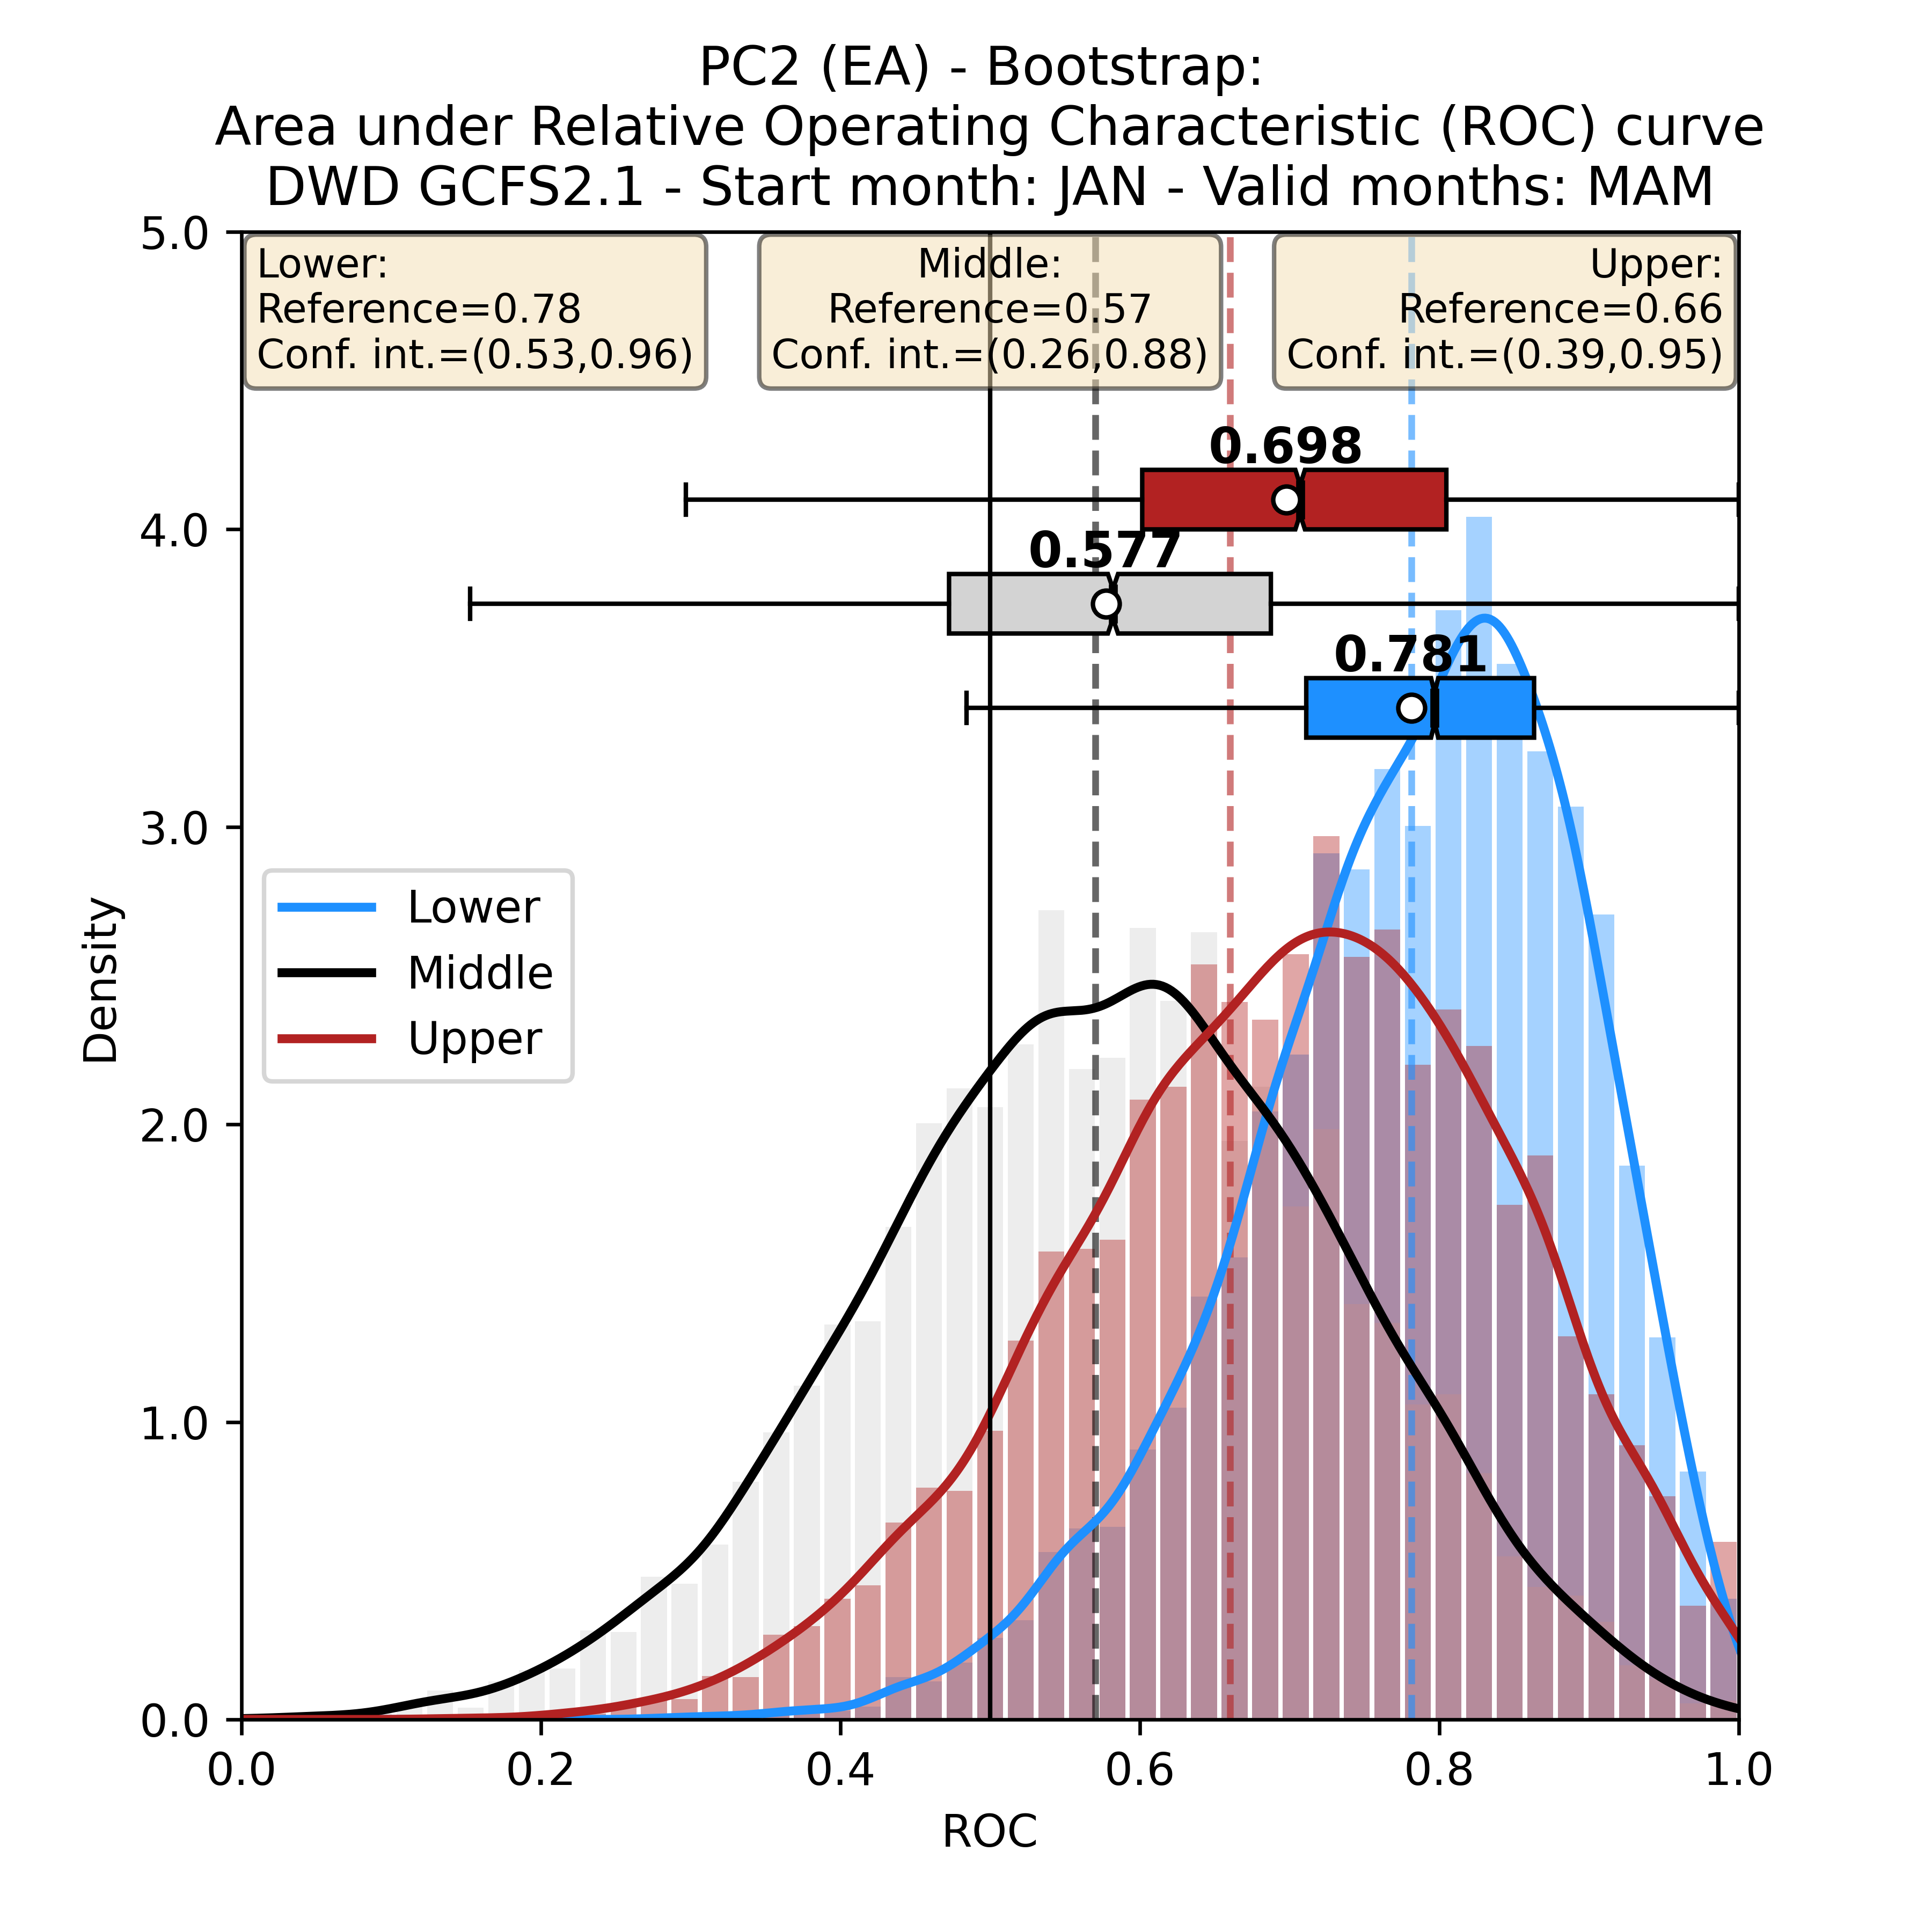 PC2 (EA) - Bootstrap:
Area under Relative Operating Characteristic (ROC) curve
DWD GCFS2.1 - Start month: JAN - Valid months: MAM
Lower:
Reference=0.78
Conf. int.=(0.53,0.96)
Middle:
Reference=0.57
Conf. int.=(0.26,0.88)
Upper:
Reference=0.66
Conf. int.=(0.39,0.95)
0.698
0.577
0.781
5.0
4.0
3.0
2.0
1.0
0.0
Density
Lower
Middle
Upper
0.0
0.2
0.4
0.6
0.8
1.0
ROC